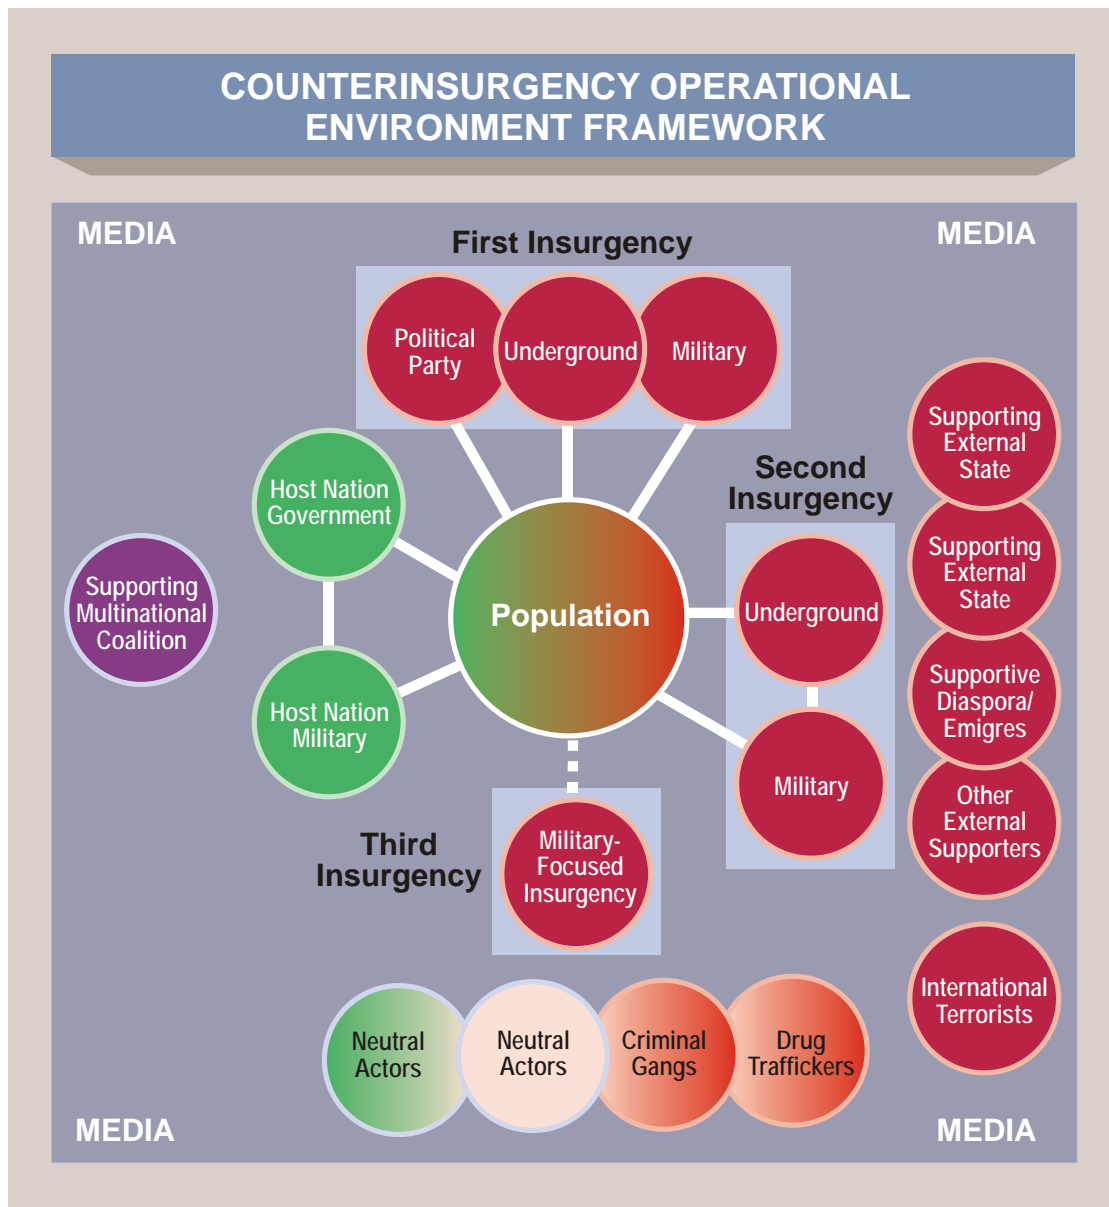 COUNTERINSURGENCY OPERATIONAL
ENVIRONMENT FRAMEWORK
MEDIA
MEDIA
First Insurgency
Political
Party
Underground
Military
Supporting
External
State
Host Nation
Government
Second
Insurgency
Supporting
Multinational
Coalition
Population
Underground
Supporting
External
State
Host Nation
Military
Military
Supportive
Diaspora/
Emigres
Third
Insurgency
Military-
Focused
Insurgency
Other
External
Supporters
International
Terrorists
Neutral
Actors
Neutral
Actors
Criminal
Gangs
Drug
Traffickers
MEDIA
MEDIA